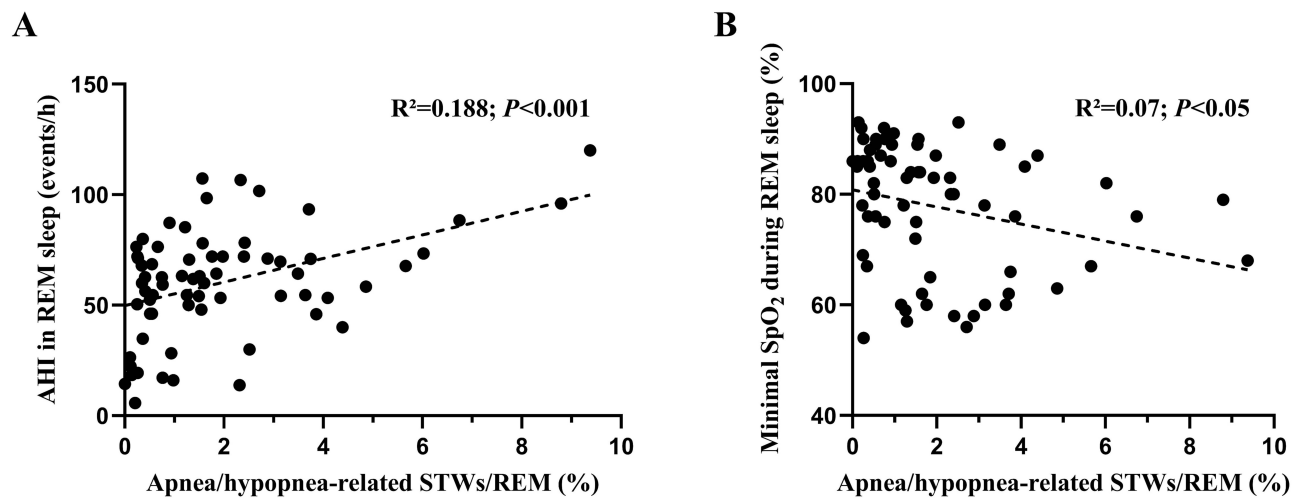 A
AHI in REM sleep (events/h)
150
100
50
0
R²=0.188; P<0.001
0 2 4 6 8 10
Apnea/hypopnea-related STWs/REM (%)
B
Minimal SpO₂ during REM sleep (%)
100
80
60
40
R²=0.07; P<0.05
0 2 4 6 8 10
Apnea/hypopnea-related STWs/REM (%)